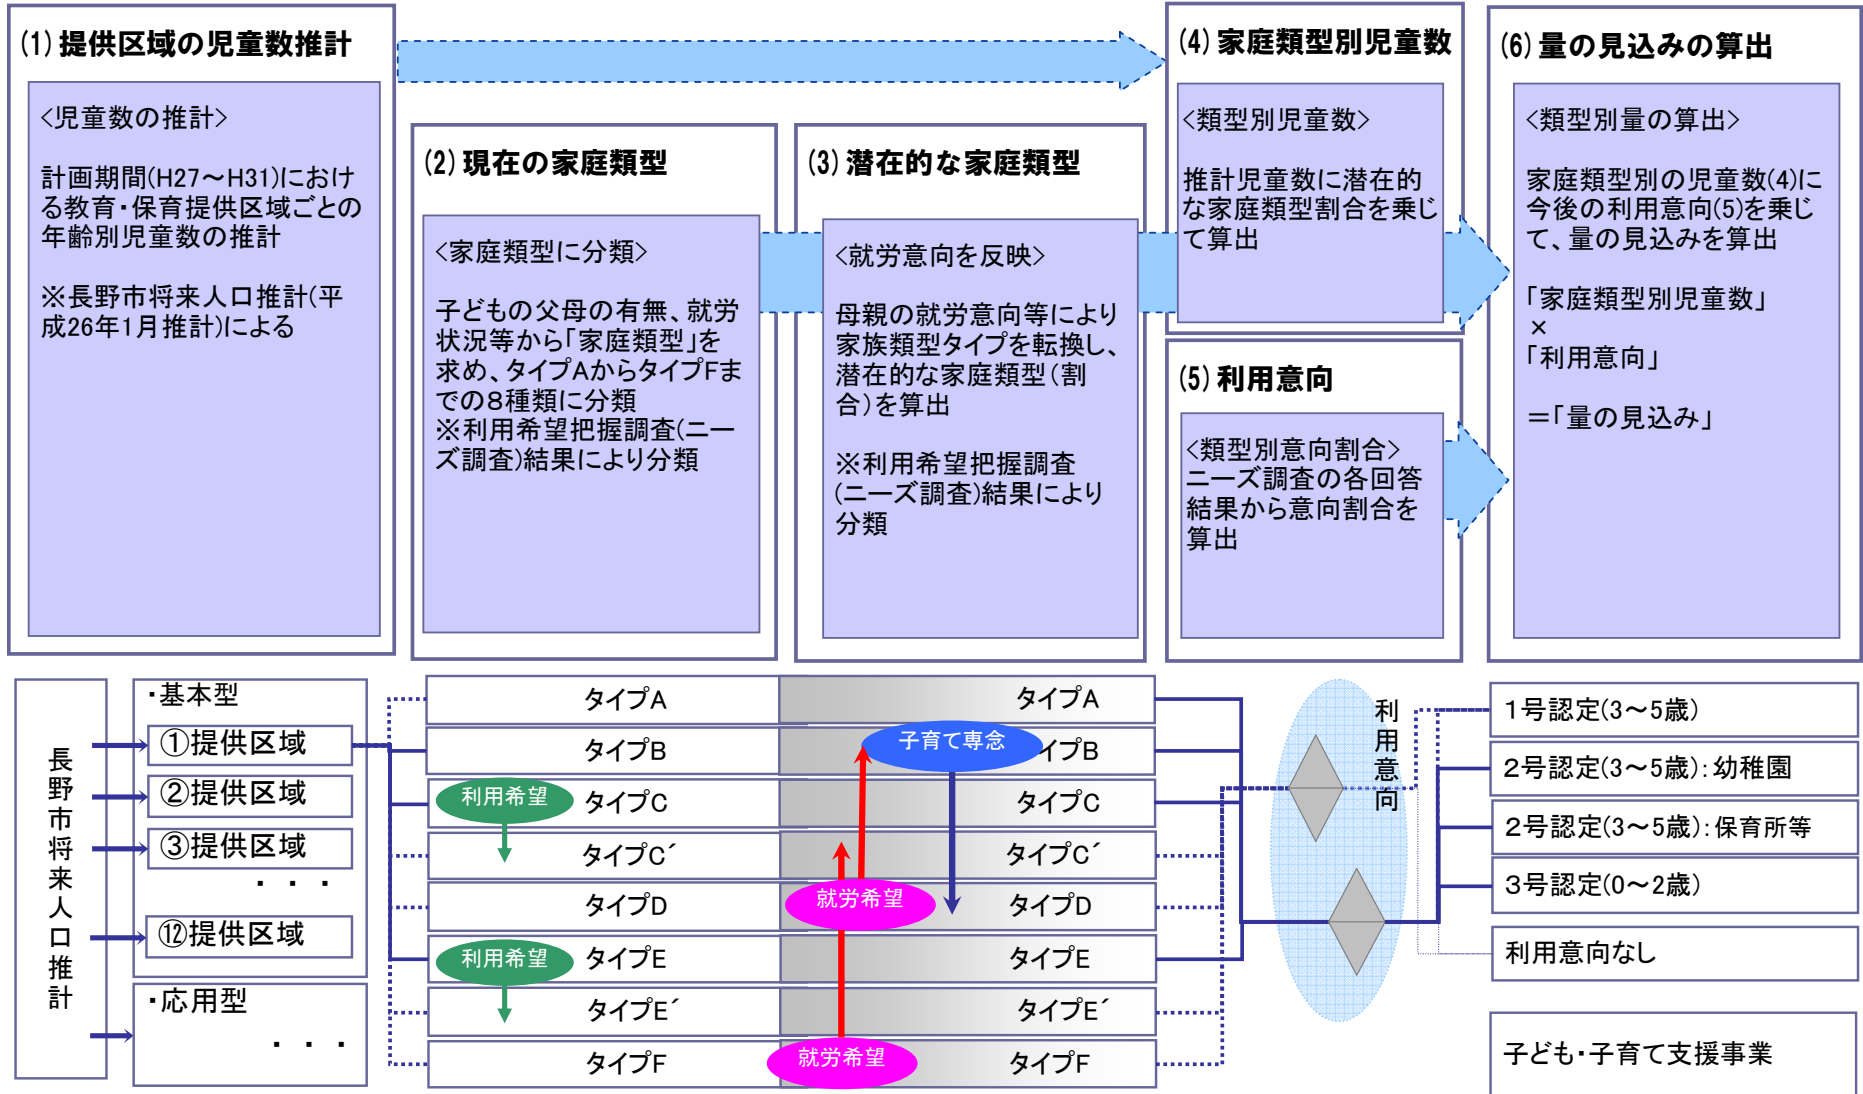 (1)提供区域の児童数推計
<児童数の推計>
計画期間(H27～H31)におけ
る教育・保育提供区域ごとの
年齢別児童数の推計
※長野市将来人口推計(平
成26年1月推計)による
(2)現在の家庭類型
<家庭類型に分類>
子どもの父母の有無、就労
状況等から「家庭類型」を
求め、タイプAからタイプFま
での８種類に分類
※利用希望把握調査(ニー
ズ調査)結果により分類
(3)潜在的な家庭類型
<就労意向を反映>
母親の就労意向等により
家族類型タイプを転換し、
潜在的な家庭類型(割
合)を算出
※利用希望把握調査
(ニーズ調査)結果により
分類
(4)家庭類型別児童数
<類型別児童数>
推計児童数に潜在的
な家庭類型割合を乗じ
て算出
(5)利用意向
<類型別意向割合>
ニーズ調査の各回答
結果から意向割合を
算出
(6)量の見込みの算出
<類型別量の算出>
家庭類型別の児童数(4)に
今後の利用意向(5)を乗じ
て、量の見込みを算出
「家庭類型別児童数」
×
「利用意向」
＝「量の見込み」
長野市将来人口推計
・基本型
①提供区域
②提供区域
③提供区域
・・・
⑫提供区域
・応用型
・・・
タイプA
タイプB
利用希望
タイプC
タイプC´
タイプD
利用希望
タイプE
タイプE´
タイプF
タイプA
子育て専念
タイプB
タイプC
タイプC´
就労希望
タイプD
タイプE
タイプE´
就労希望
タイプF
利用意向
１号認定(3～5歳)
２号認定(3～5歳)：幼稚園
２号認定(3～5歳)：保育所等
３号認定(0～2歳)
利用意向なし
子ども・子育て支援事業